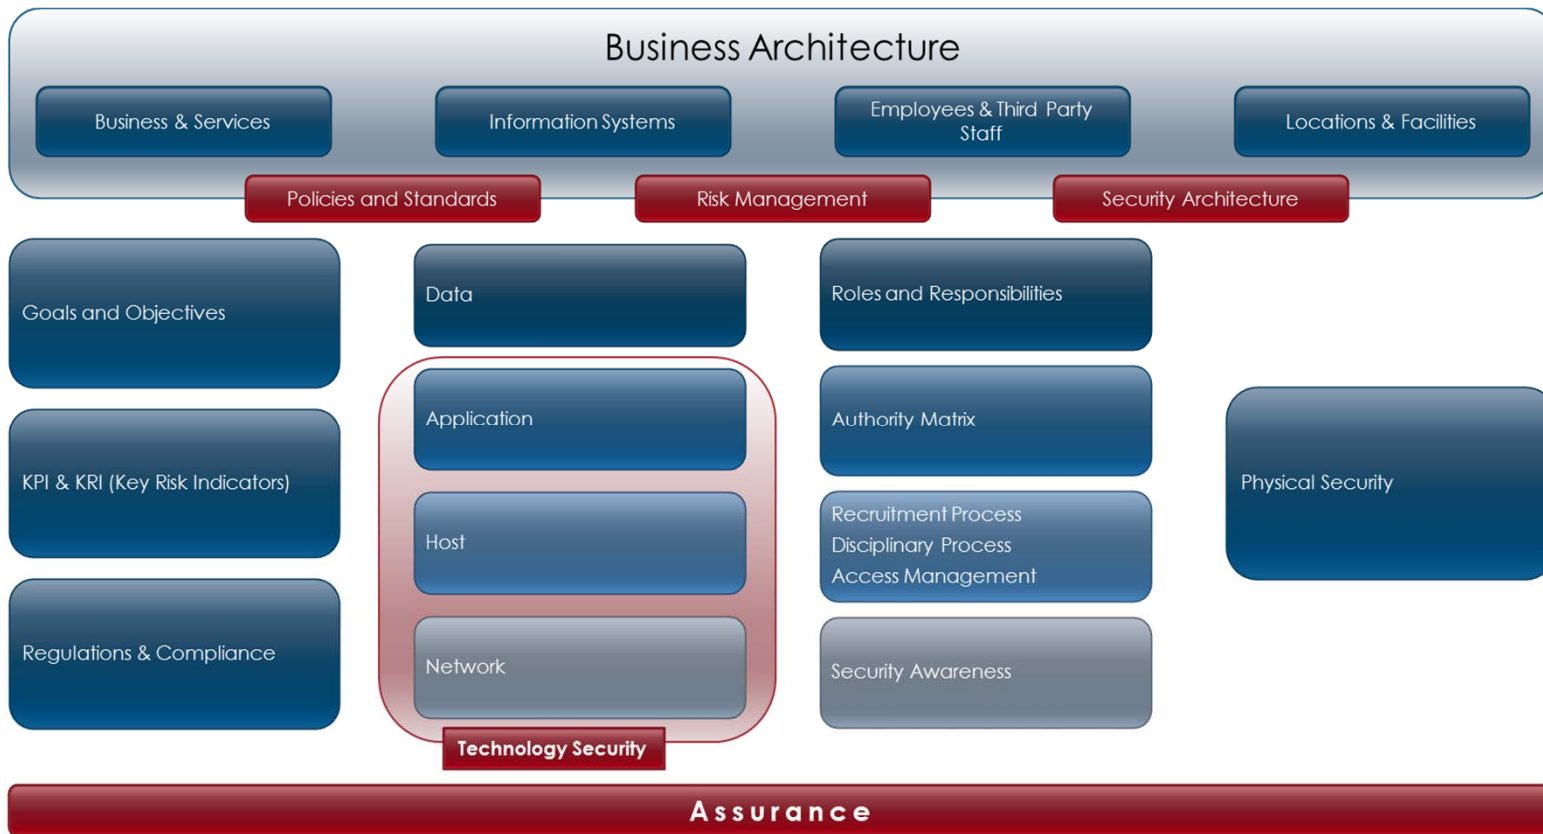 Business Architecture
Business & Services
Information Systems
Employees & Third Party
Staff
Locations & Facilities
Policies and Standards
Risk Management
Security Architecture
Goals and Objectives
KPI & KRI (Key Risk Indicators)
Regulations & Compliance
Data
Application
Host
Network
Technology Security
Roles and Responsibilities
Authority Matrix
Recruitment Process
Disciplinary Process
Access Management
Security Awareness
Physical Security
Assurance